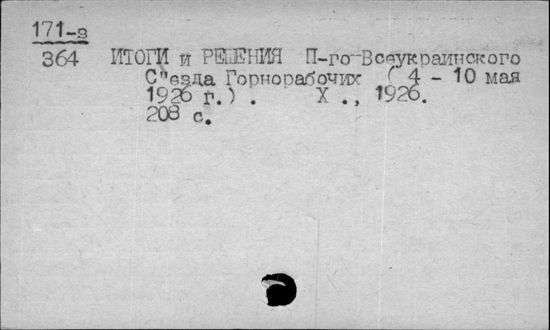 171-з
364 ИТОГИ и РЕШЕНИЯ П-го Всеукраинского
С"езда Горнорабочих ( 4 - 10 мая
1926 г.) . Х ., 1926.
208 с.